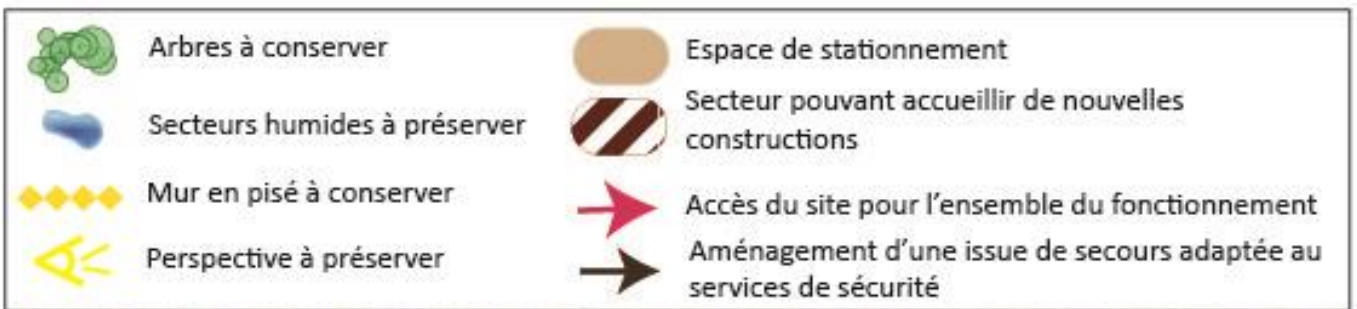 Arbres à conserver
Secteurs humides à préserver
Mur en pisé à conserver
Perspective à préserver
Espace de stationnement
Secteur pouvant accueillir de nouvelles
constructions
Accès du site pour l'ensemble du fonctionnement
Aménagement d'une issue de secours adaptée au
services de sécurité